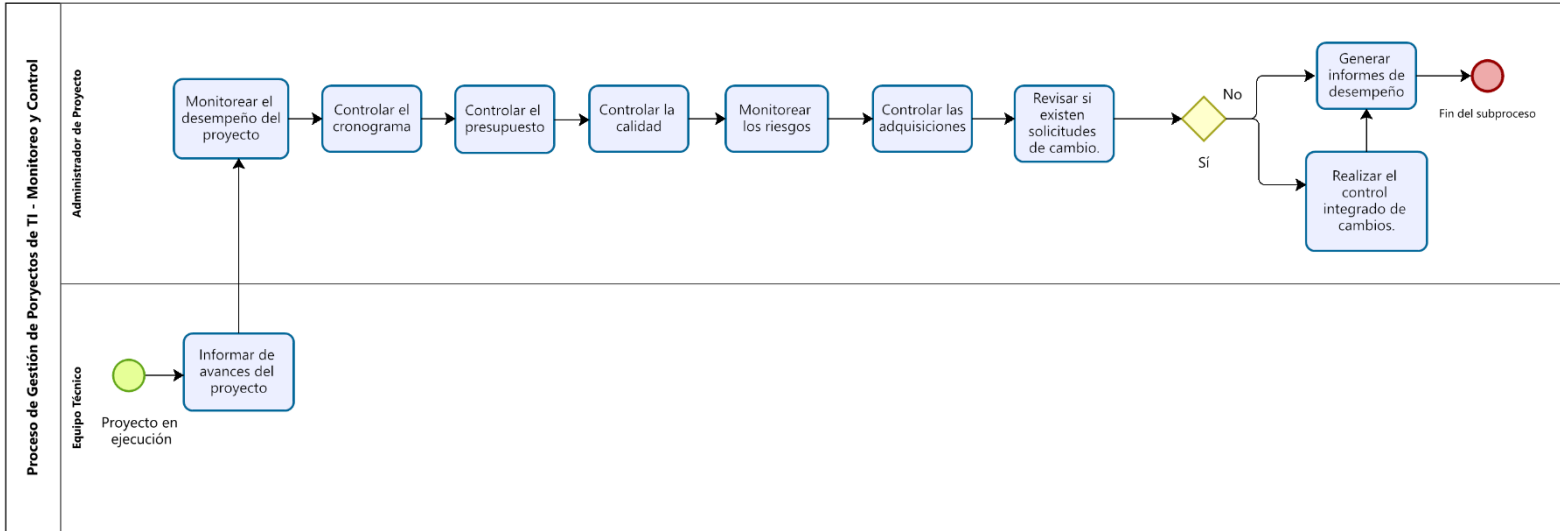 Proceso de Gestión de Poryectos de TI - Monitoreo y Control
Administrador de Proyecto
Monitorear el
desempeño del
proyecto
Controlar el
cronograma
Controlar el
presupuesto
Controlar la
calidad
Monitorear
los riesgos
Controlar las
adquisiciones
Revisar si
existen
solicitudes
de cambio.
No
Sí
Generar
informes de
desempeño
Fin del subproceso
Realizar el
control
integrado de
cambios.
Equipo Técnico
Proyecto en
ejecución
Informar de
avances del
proyecto